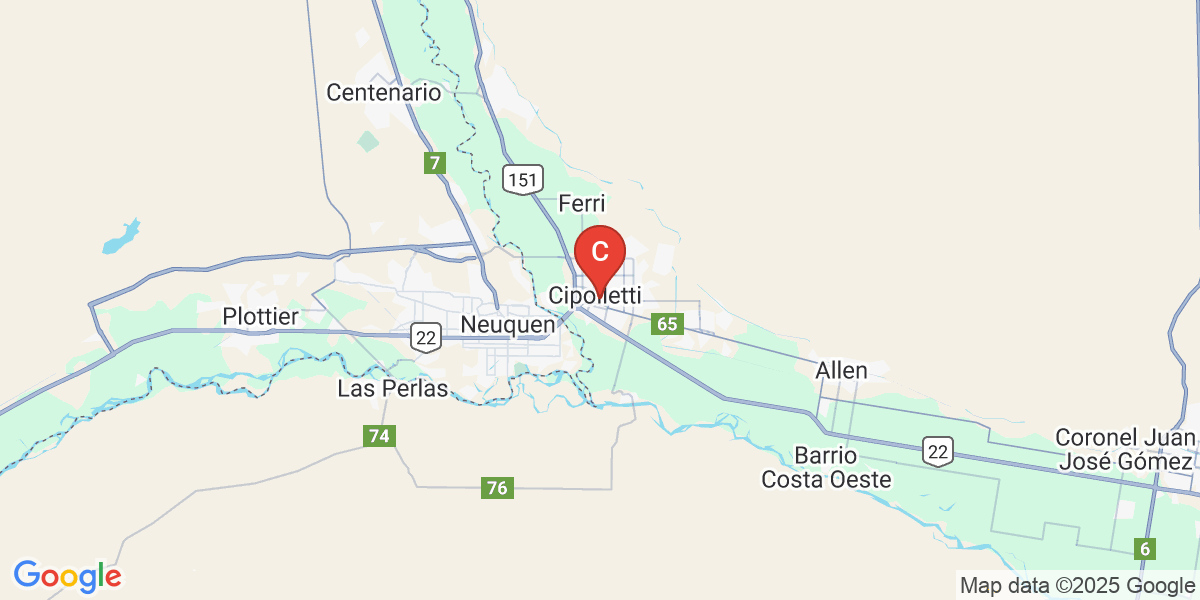 Centenario
7
151
Ferri
C
Cipolletti
Plottier
Neuquen
22
65
Las Perlas
Allen
74
Coronel Juan
José Gómez
22
Barrio
Costa Oeste
76
6
Google
Map data ©2025 Google